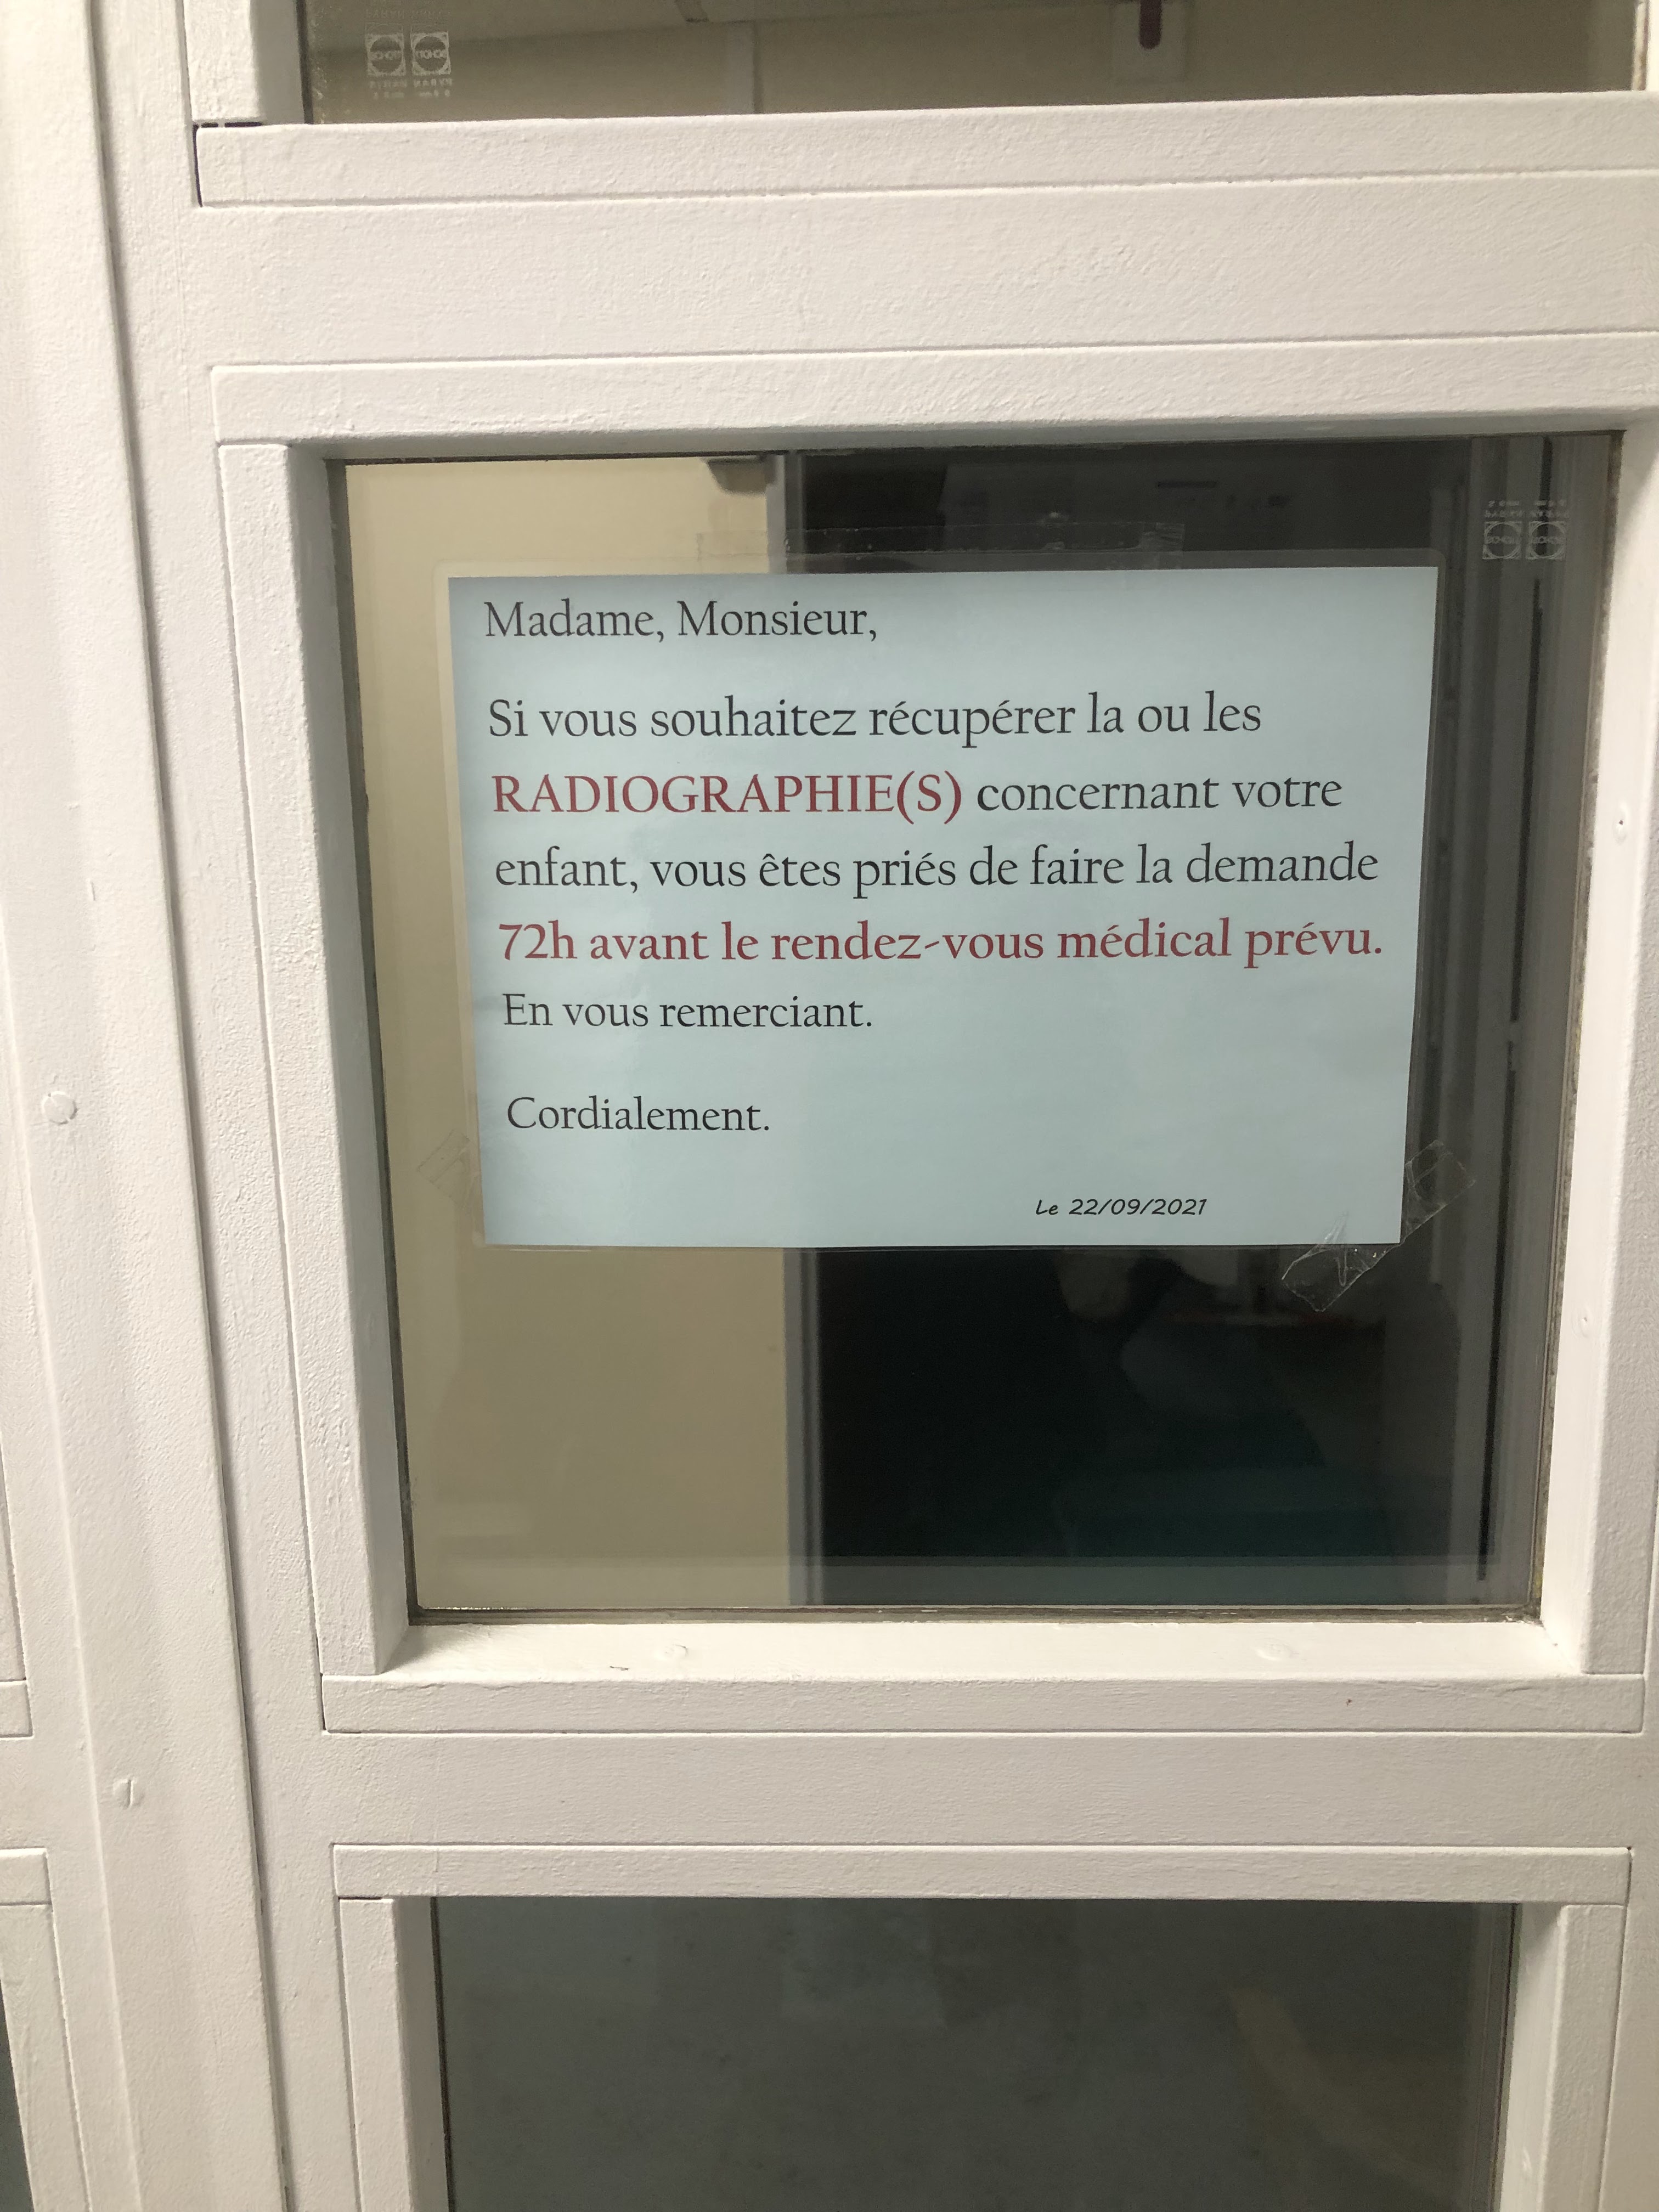 Madame, Monsieur,
Si vous souhaitez récupérer la ou les
RADIOGRAPHIE(S) concernant votre
enfant, vous êtes priés de faire la demande
72h avant le rendez-vous médical prévu.
En vous remerciant.
Cordialement.
Le 22/09/2021